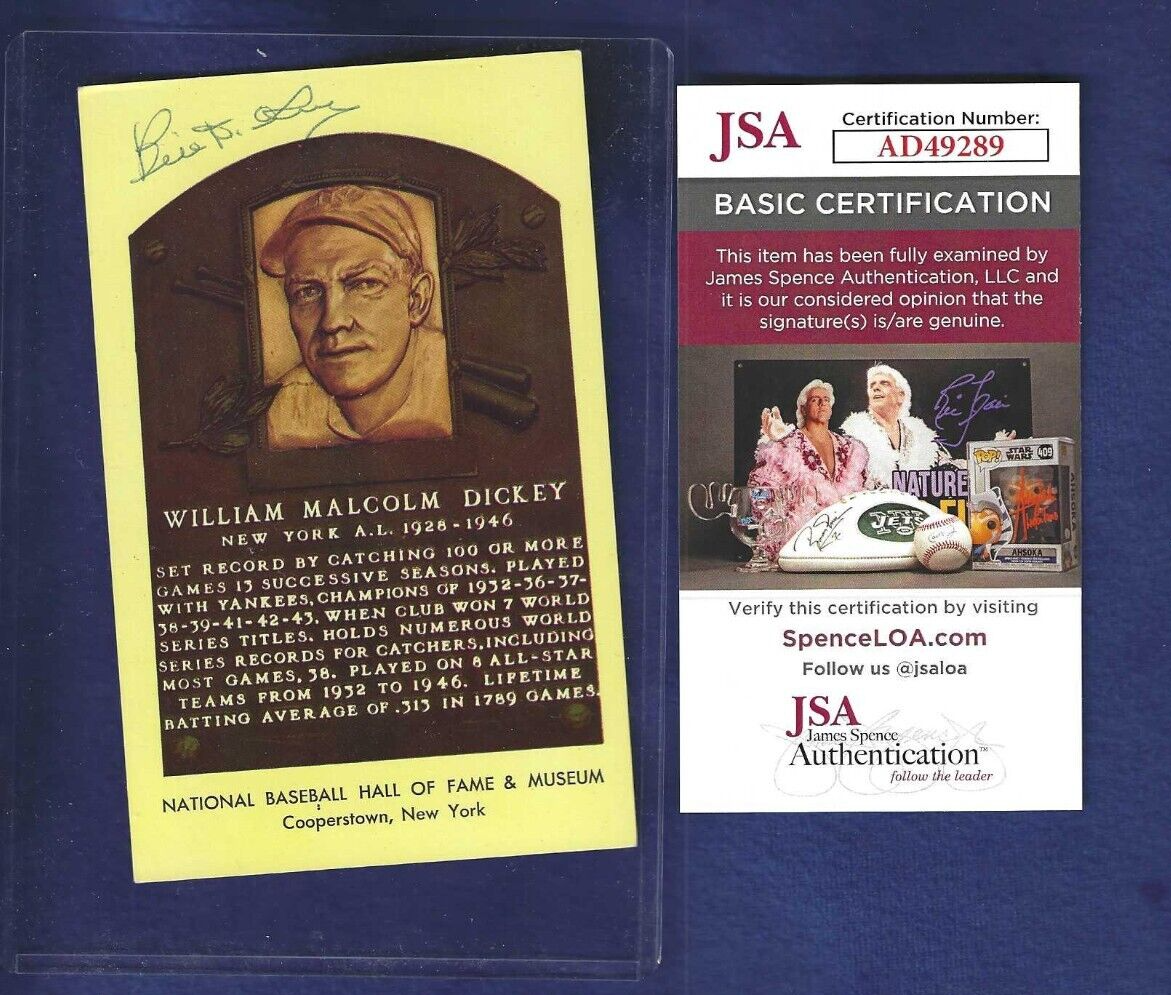 Bill Dickey
WILLIAM MALCOLM DICKEY
NEW YORK A.L. 1928-1946
SET RECORD BY CATCHING 100 OR MORE
GAMES 13 SUCCESSIVE SEASONS. PLAYED
WITH YANKEES, CHAMPIONS OF 1932-36-37-
38-39-41-42-43, WHEN CLUB WON 7 WORLD
SERIES TITLES. HOLDS NUMEROUS WORLD
SERIES RECORDS FOR CATCHERS, INCLUDING
MOST GAMES, 38. PLAYED ON 8 ALL-STAR
TEAMS FROM 1932 TO 1946. LIFETIME
BATTING AVERAGE OF .313 IN 1789 GAMES.
NATIONAL BASEBALL HALL OF FAME & MUSEUM
Cooperstown, New York
JSA
Certification Number:
AD49289
BASIC CERTIFICATION
This item has been fully examined by
James Spence Authentication, LLC and
it is our considered opinion that the
signature(s) is/are genuine.
NATURE
JETS
POP!
STAR WARS
409
AHSOKA
AHSOKA
Verify this certification by visiting
SpenceLOA.com
Follow us @jsaloa
JSA
James Spence
Authentication™
follow the leader